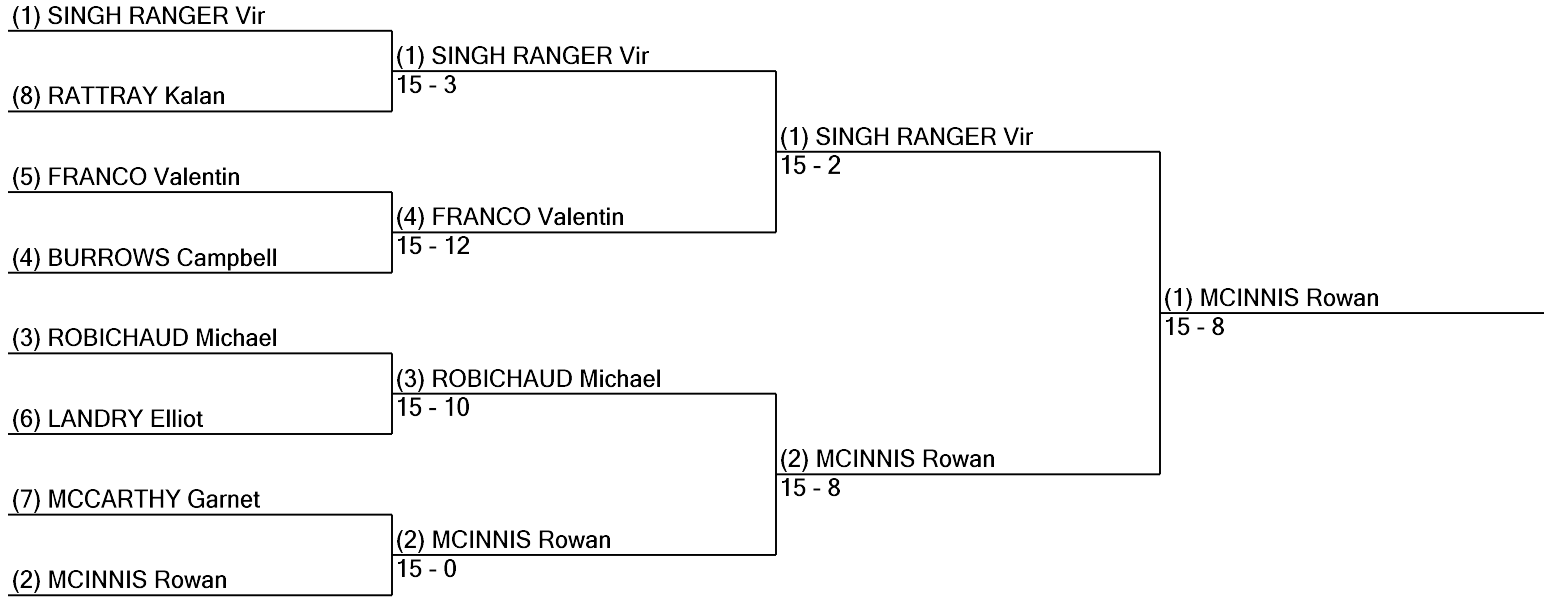 (1) SINGH RANGER Vir
(8) RATTRAY Kalan
(5) FRANCO Valentin
(4) BURROWS Campbell
(3) ROBICHAUD Michael
(6) LANDRY Elliot
(7) MCCARTHY Garnet
(2) MCINNIS Rowan
(1) SINGH RANGER Vir
15 - 3
(4) FRANCO Valentin
15 - 12
(3) ROBICHAUD Michael
15 - 10
(2) MCINNIS Rowan
15 - 0
(1) SINGH RANGER Vir
15 - 2
(2) MCINNIS Rowan
15 - 8
(1) MCINNIS Rowan
15 - 8